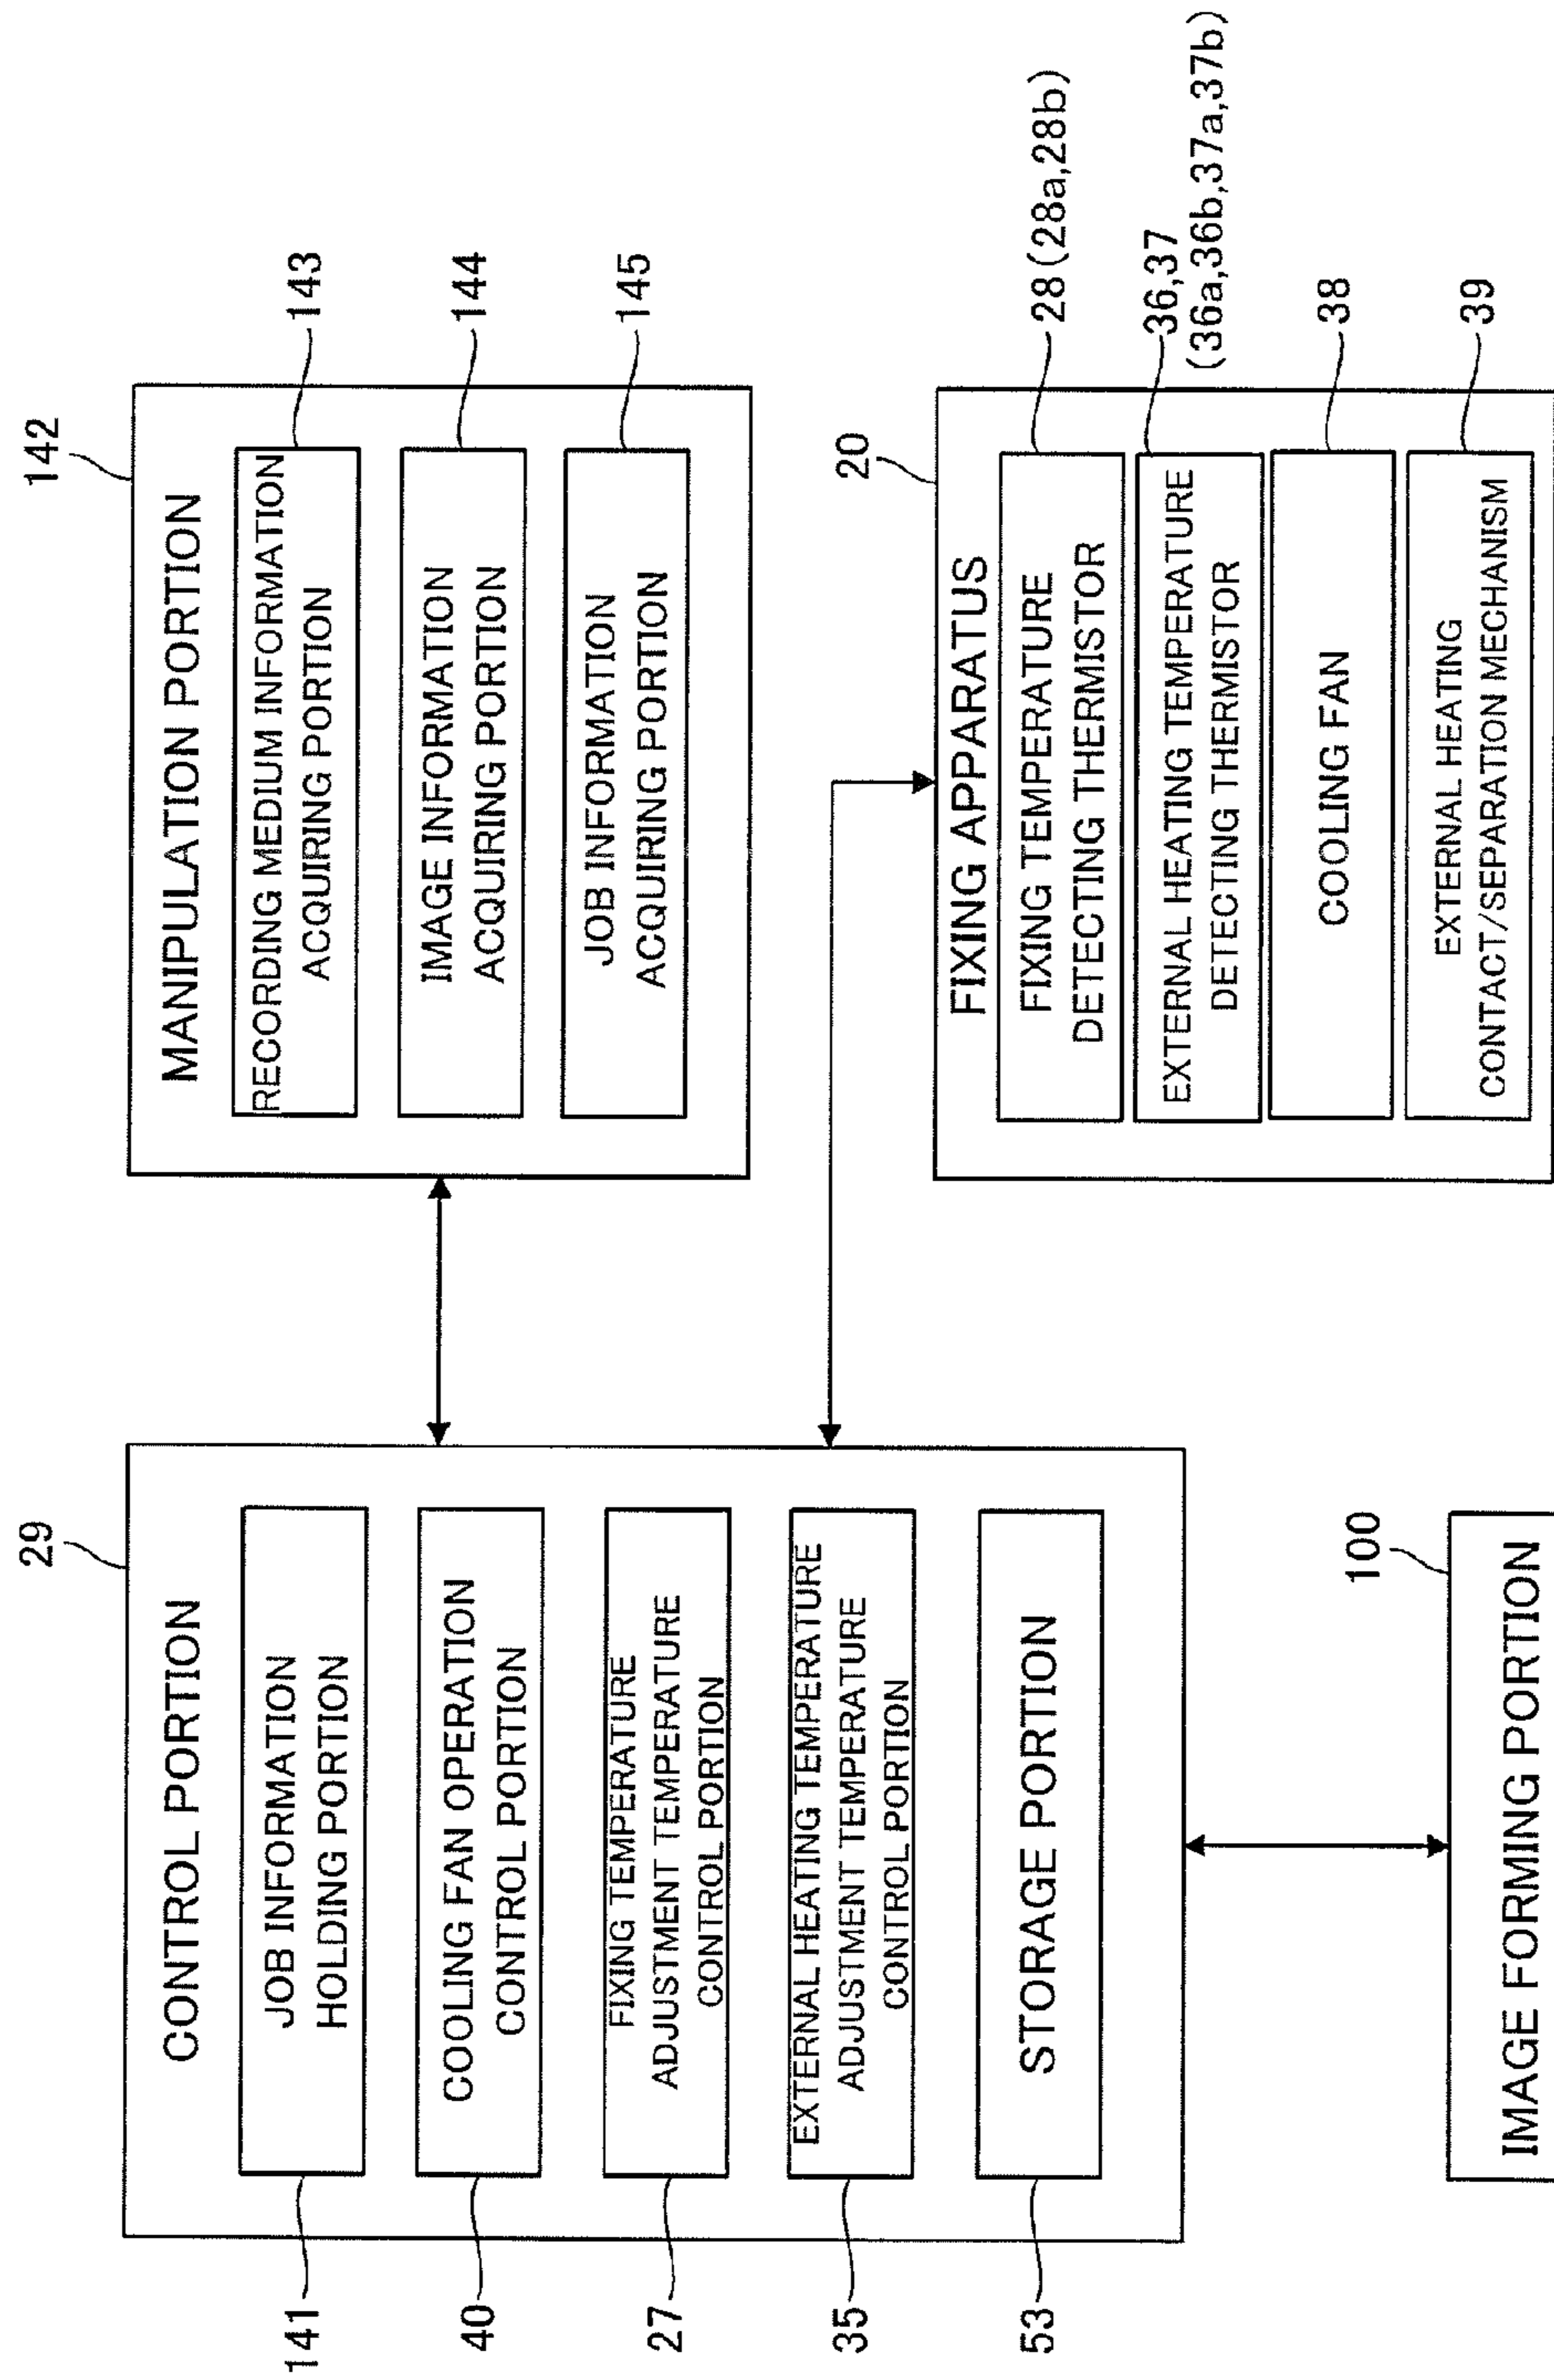 29
CONTROL PORTION
141
JOB INFORMATION
HOLDING PORTION
40
COOLING FAN OPERATION
CONTROL PORTION
27
FIXING TEMPERATURE
ADJUSTMENT TEMPERATURE
CONTROL PORTION
35
EXTERNAL HEATING TEMPERATURE
ADJUSTMENT TEMPERATURE
CONTROL PORTION
53
STORAGE PORTION
142
MANIPULATION PORTION
RECORDING MEDIUM INFORMATION
ACQUIRING PORTION
143
IMAGE INFORMATION
ACQUIRING PORTION
144
JOB INFORMATION
ACQUIRING PORTION
145
20
FIXING APPARATUS
FIXING TEMPERATURE
DETECTING THERMISTOR
28(28a,28b)
EXTERNAL HEATING TEMPERATURE
DETECTING THERMISTOR
36,37
(36a,36b,37a,37b)
COOLING FAN
38
EXTERNAL HEATING
CONTACT/SEPARATION MECHANISM
39
100
IMAGE FORMING PORTION